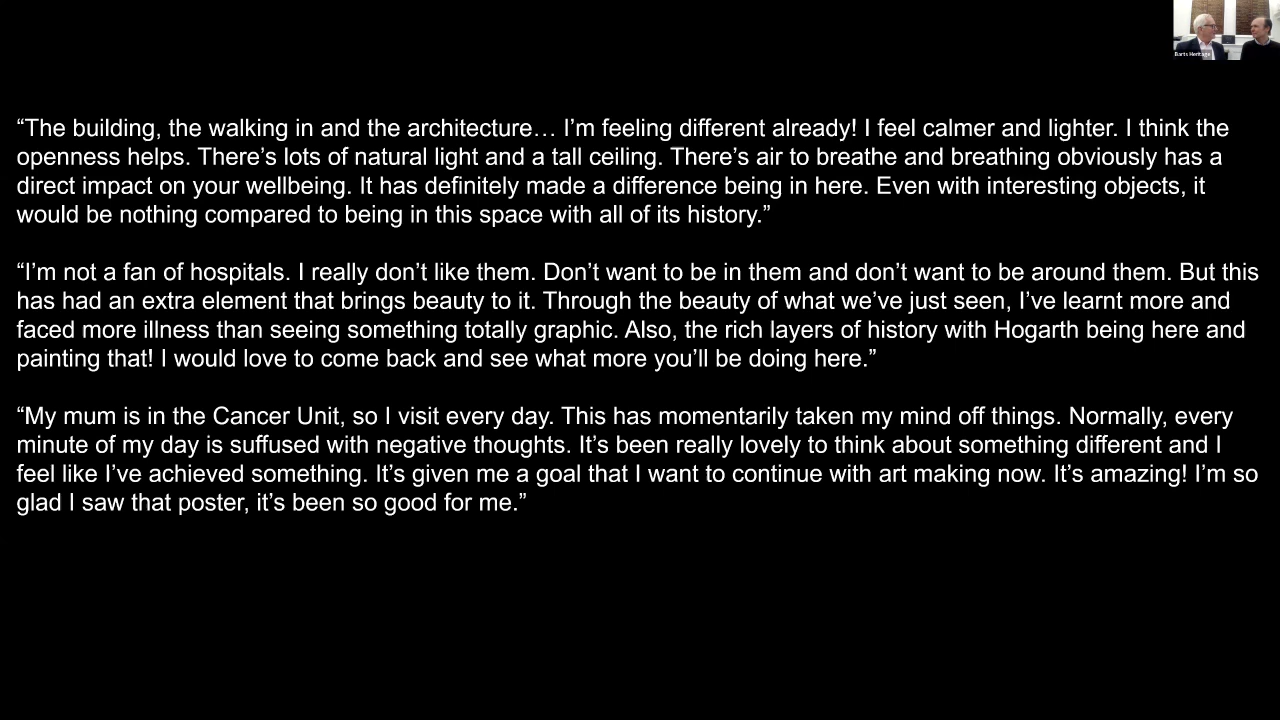 Barts Heritage
“The building, the walking in and the architecture… I’m feeling different already! I feel calmer and lighter. I think the
openness helps. There’s lots of natural light and a tall ceiling. There’s air to breathe and breathing obviously has a
direct impact on your wellbeing. It has definitely made a difference being in here. Even with interesting objects, it
would be nothing compared to being in this space with all of its history.”
“I’m not a fan of hospitals. I really don’t like them. Don’t want to be in them and don’t want to be around them. But this
has had an extra element that brings beauty to it. Through the beauty of what we’ve just seen, I’ve learnt more and
faced more illness than seeing something totally graphic. Also, the rich layers of history with Hogarth being here and
painting that! I would love to come back and see what more you’ll be doing here.”
“My mum is in the Cancer Unit, so I visit every day. This has momentarily taken my mind off things. Normally, every
minute of my day is suffused with negative thoughts. It’s been really lovely to think about something different and I
feel like I’ve achieved something. It’s given me a goal that I want to continue with art making now. It’s amazing! I’m so
glad I saw that poster, it’s been so good for me.”